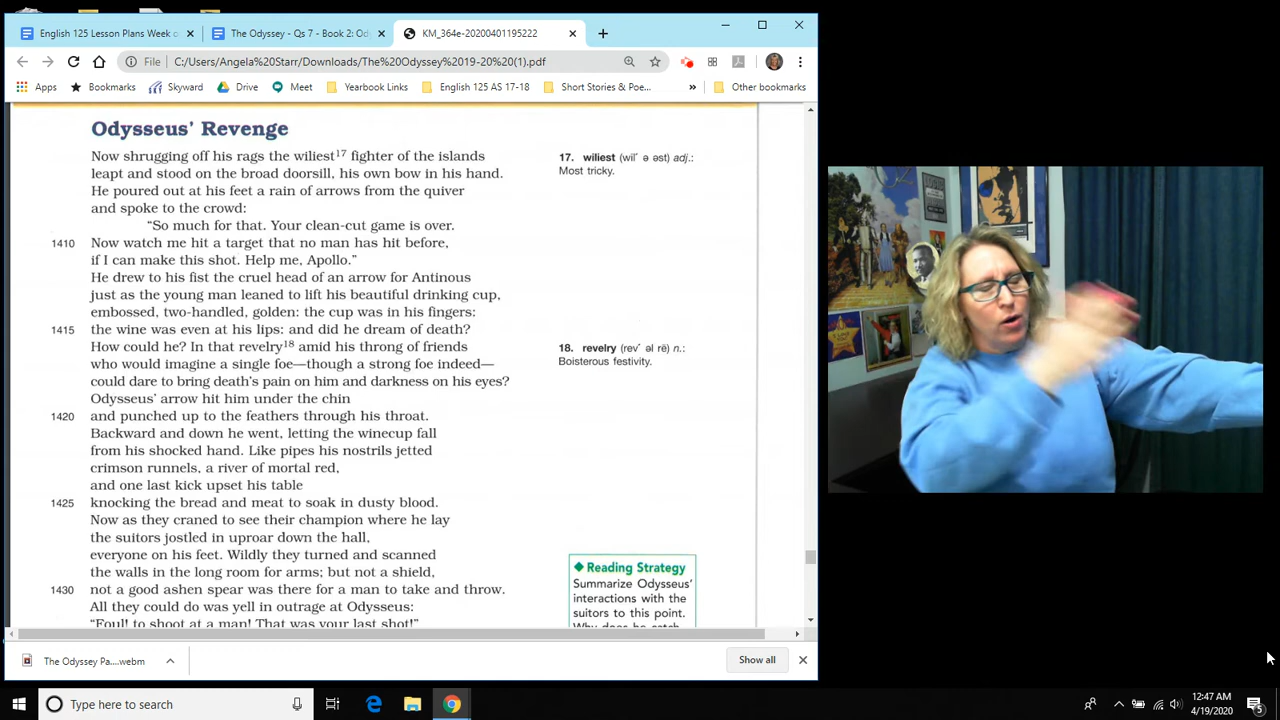 English 125 Lesson Plans Week o
The Odyssey - Qs 7 - Book 2: Od
KM_364e-20200401195222
File
C:/Users/Angela%20Starr/Downloads/The%20Odyssey%2019-20%20(1).pdf
Apps
Bookmarks
Skyward
Drive
Meet
Yearbook Links
English 125 AS 17-18
Short Stories & Poe...
»
Other bookmarks
Odysseus' Revenge
Now shrugging off his rags the wiliest17 fighter of the islands
leapt and stood on the broad doorsill, his own bow in his hand.
He poured out at his feet a rain of arrows from the quiver
and spoke to the crowd:
“So much for that. Your clean-cut game is over.
1410 Now watch me hit a target that no man has hit before,
if I can make this shot. Help me, Apollo.”
He drew to his fist the cruel head of an arrow for Antinous
just as the young man leaned to lift his beautiful drinking cup,
embossed, two-handled, golden: the cup was in his fingers:
1415 the wine was even at his lips: and did he dream of death?
How could he? In that revelry18 amid his throng of friends
who would imagine a single foe—though a strong foe indeed—
could dare to bring death's pain on him and darkness on his eyes?
Odysseus' arrow hit him under the chin
1420 and punched up to the feathers through his throat.
Backward and down he went, letting the winecup fall
from his shocked hand. Like pipes his nostrils jetted
crimson runnels, a river of mortal red,
and one last kick upset his table
1425 knocking the bread and meat to soak in dusty blood.
Now as they craned to see their champion where he lay
the suitors jostled in uproar down the hall,
everyone on his feet. Wildly they turned and scanned
the walls in the long room for arms; but not a shield,
1430 not a good ashen spear was there for a man to take and throw.
All they could do was yell in outrage at Odysseus:
“Foul! to shoot at a man! That was your last shot!”
17. wiliest (wil´ ə əst) adj.:
Most tricky.
18. revelry (rev´ əl rē) n.:
Boisterous festivity.
◆ Reading Strategy
Summarize Odysseus'
interactions with the
suitors to this point.
Why does he catch
The Odyssey Pa....webm
Show all
Type here to search
12:47 AM
4/19/2020
5